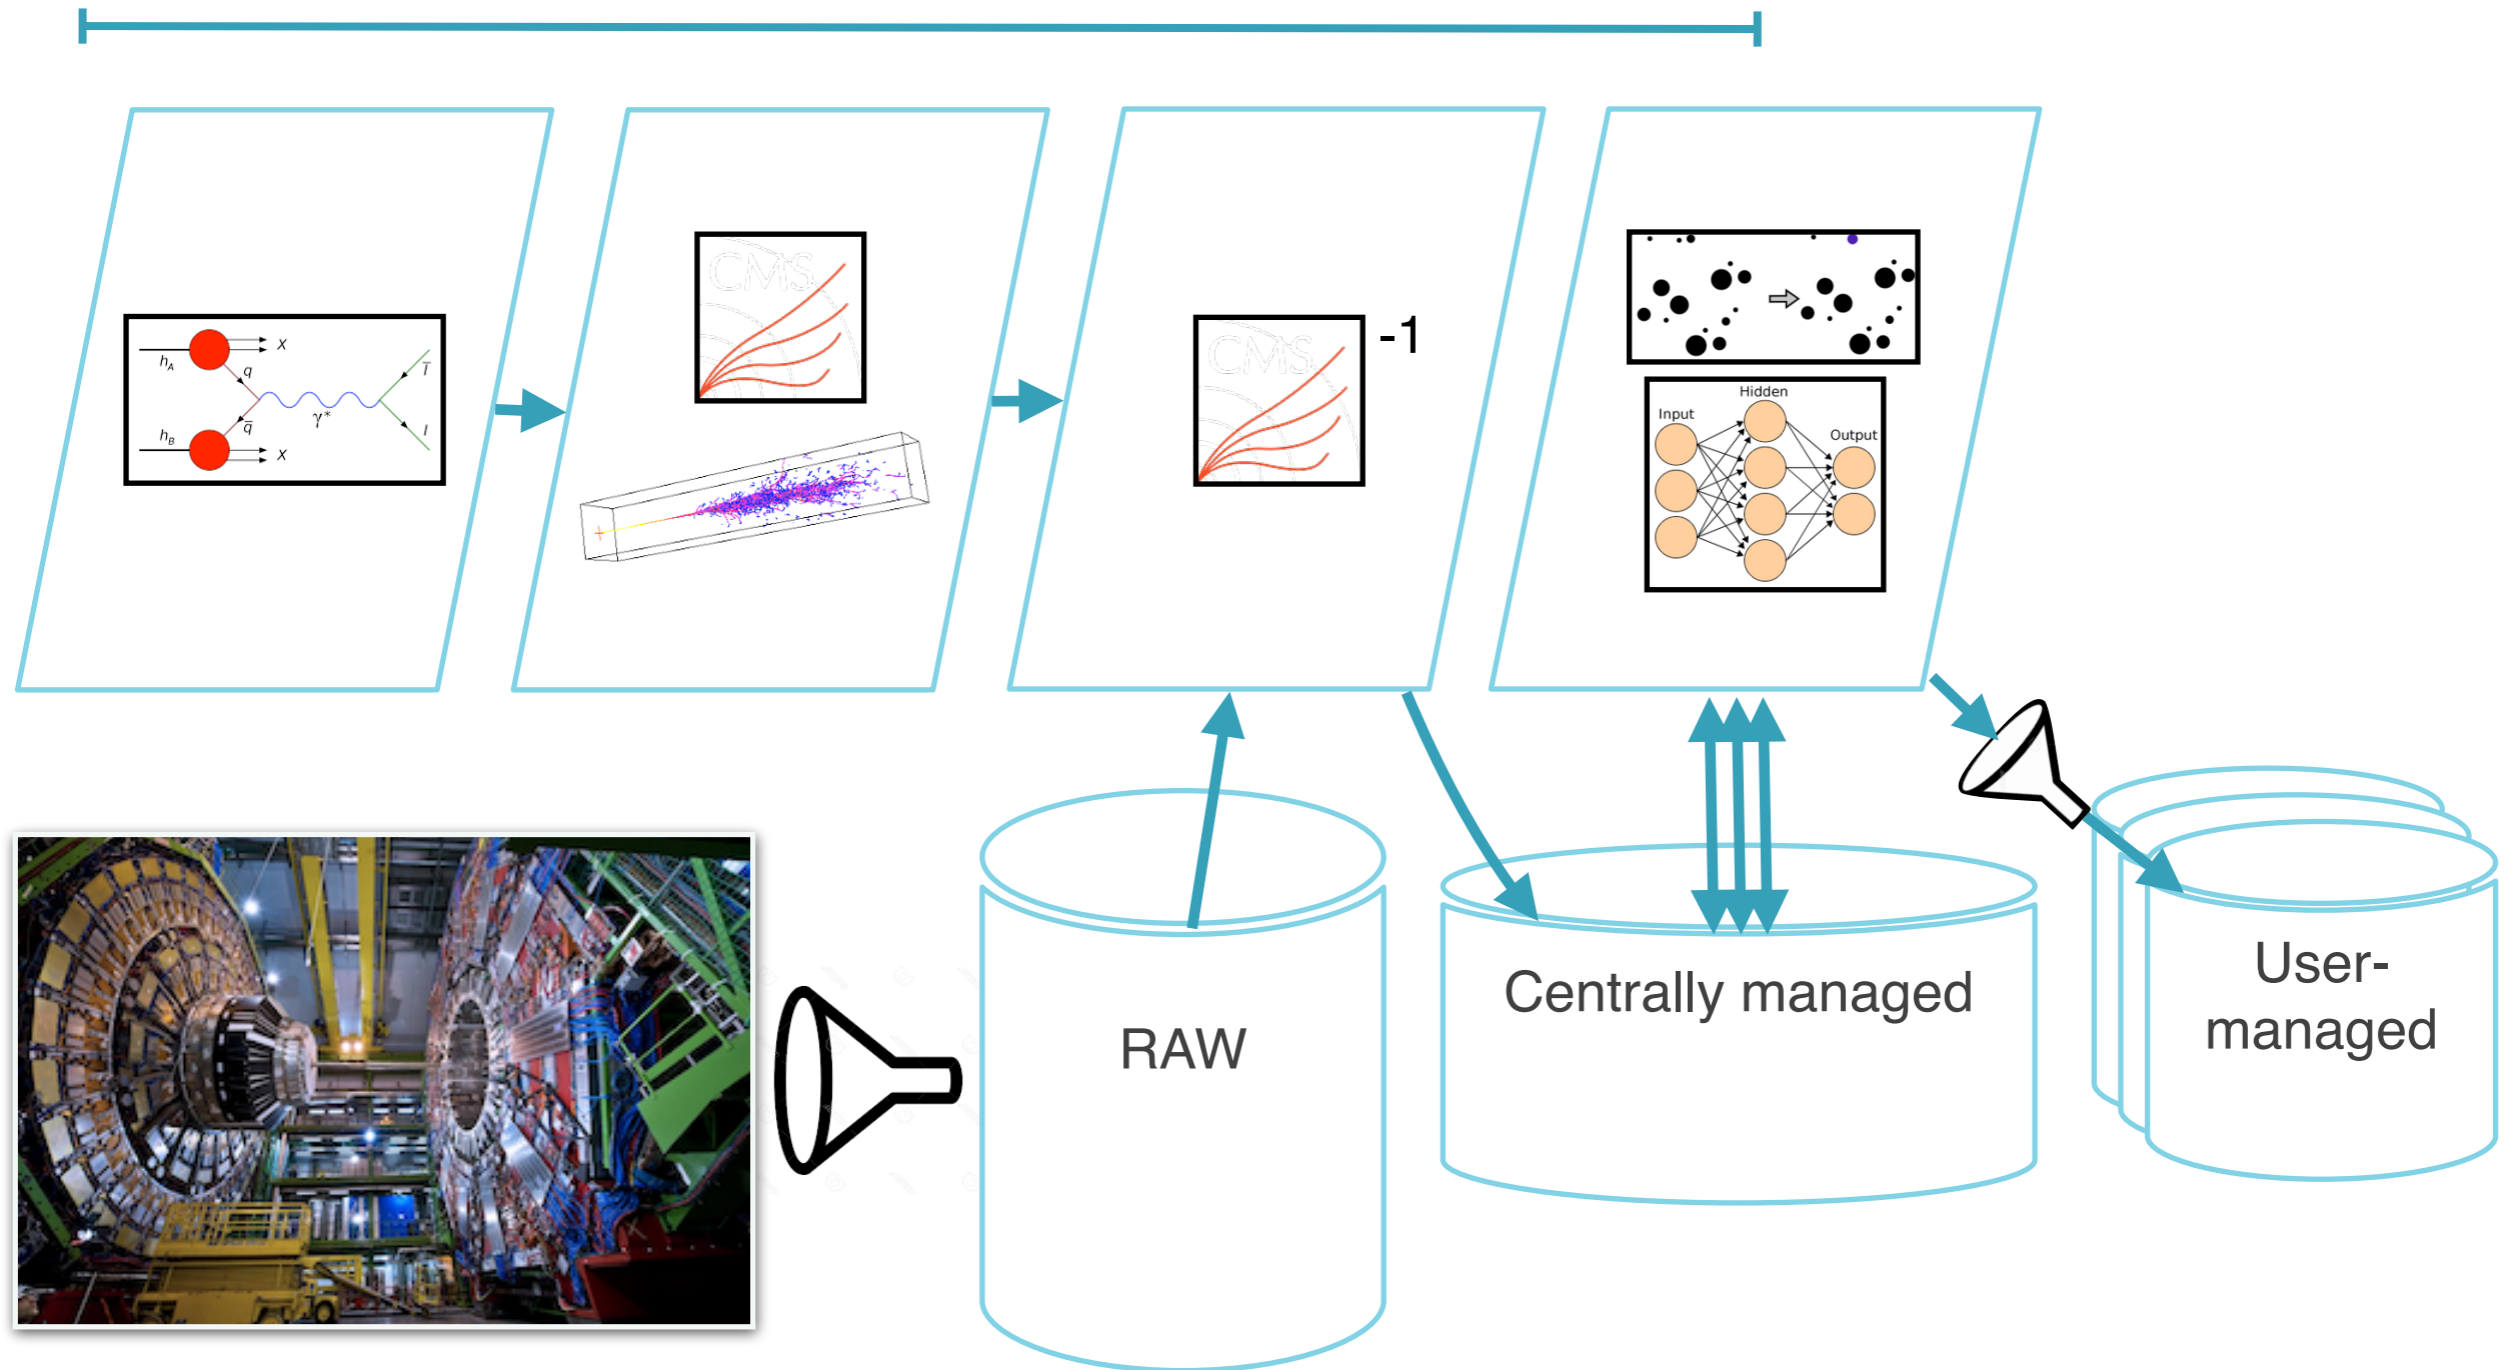 h_A
X
q
q̅
γ*
l̅
l
h_B
X
CMS
CMS
-1
Input
Hidden
Output
RAW
Centrally managed
User-
managed